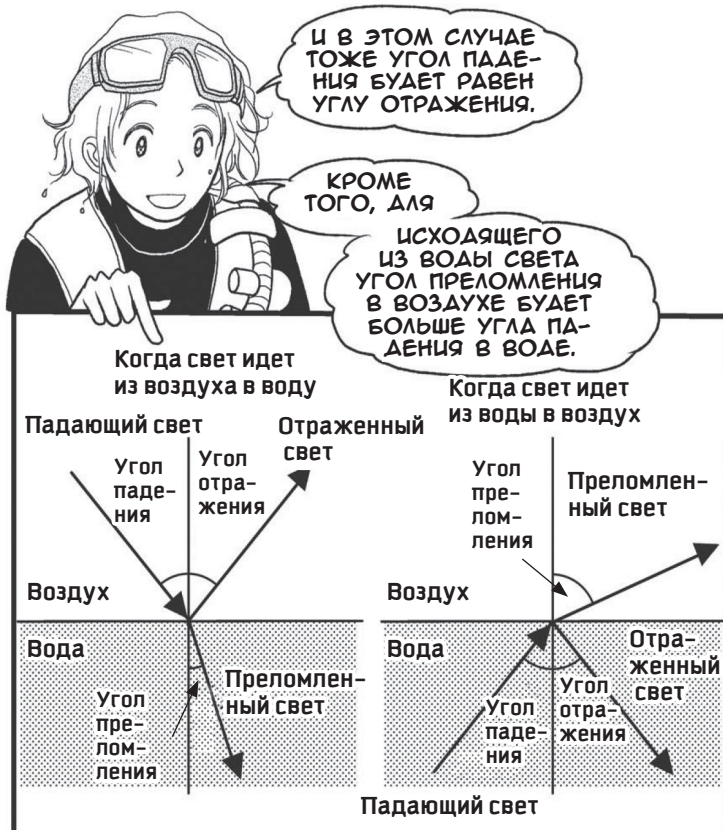 И В ЭТОМ СЛУЧАЕ
ТОЖЕ УГОЛ ПАДЕ-
НИЯ БУДЕТ РАВЕН
УГЛУ ОТРАЖЕНИЯ.
КРОМЕ
ТОГО, ДЛЯ
ИСХОДЯЩЕГО
ИЗ ВОДЫ СВЕТА
УГОЛ ПРЕЛОМЛЕНИЯ
В ВОЗДУХЕ БУДЕТ
БОЛЬШЕ УГЛА ПА-
ДЕНИЯ В ВОДЕ.
Когда свет идет
из воздуха в воду
Падающий свет
Отраженный
свет
Угол
паде-
ния
Угол
отра-
жения
Воздух
Вода
Угол
пре-
лом-
ления
Преломлен-
ный свет
Когда свет идет
из воды в воздух
Угол
пре-
лом-
ления
Преломлен-
ный свет
Воздух
Вода
Отра-
женный
свет
Угол
паде-
ния
Угол
отра-
жения
Падающий свет